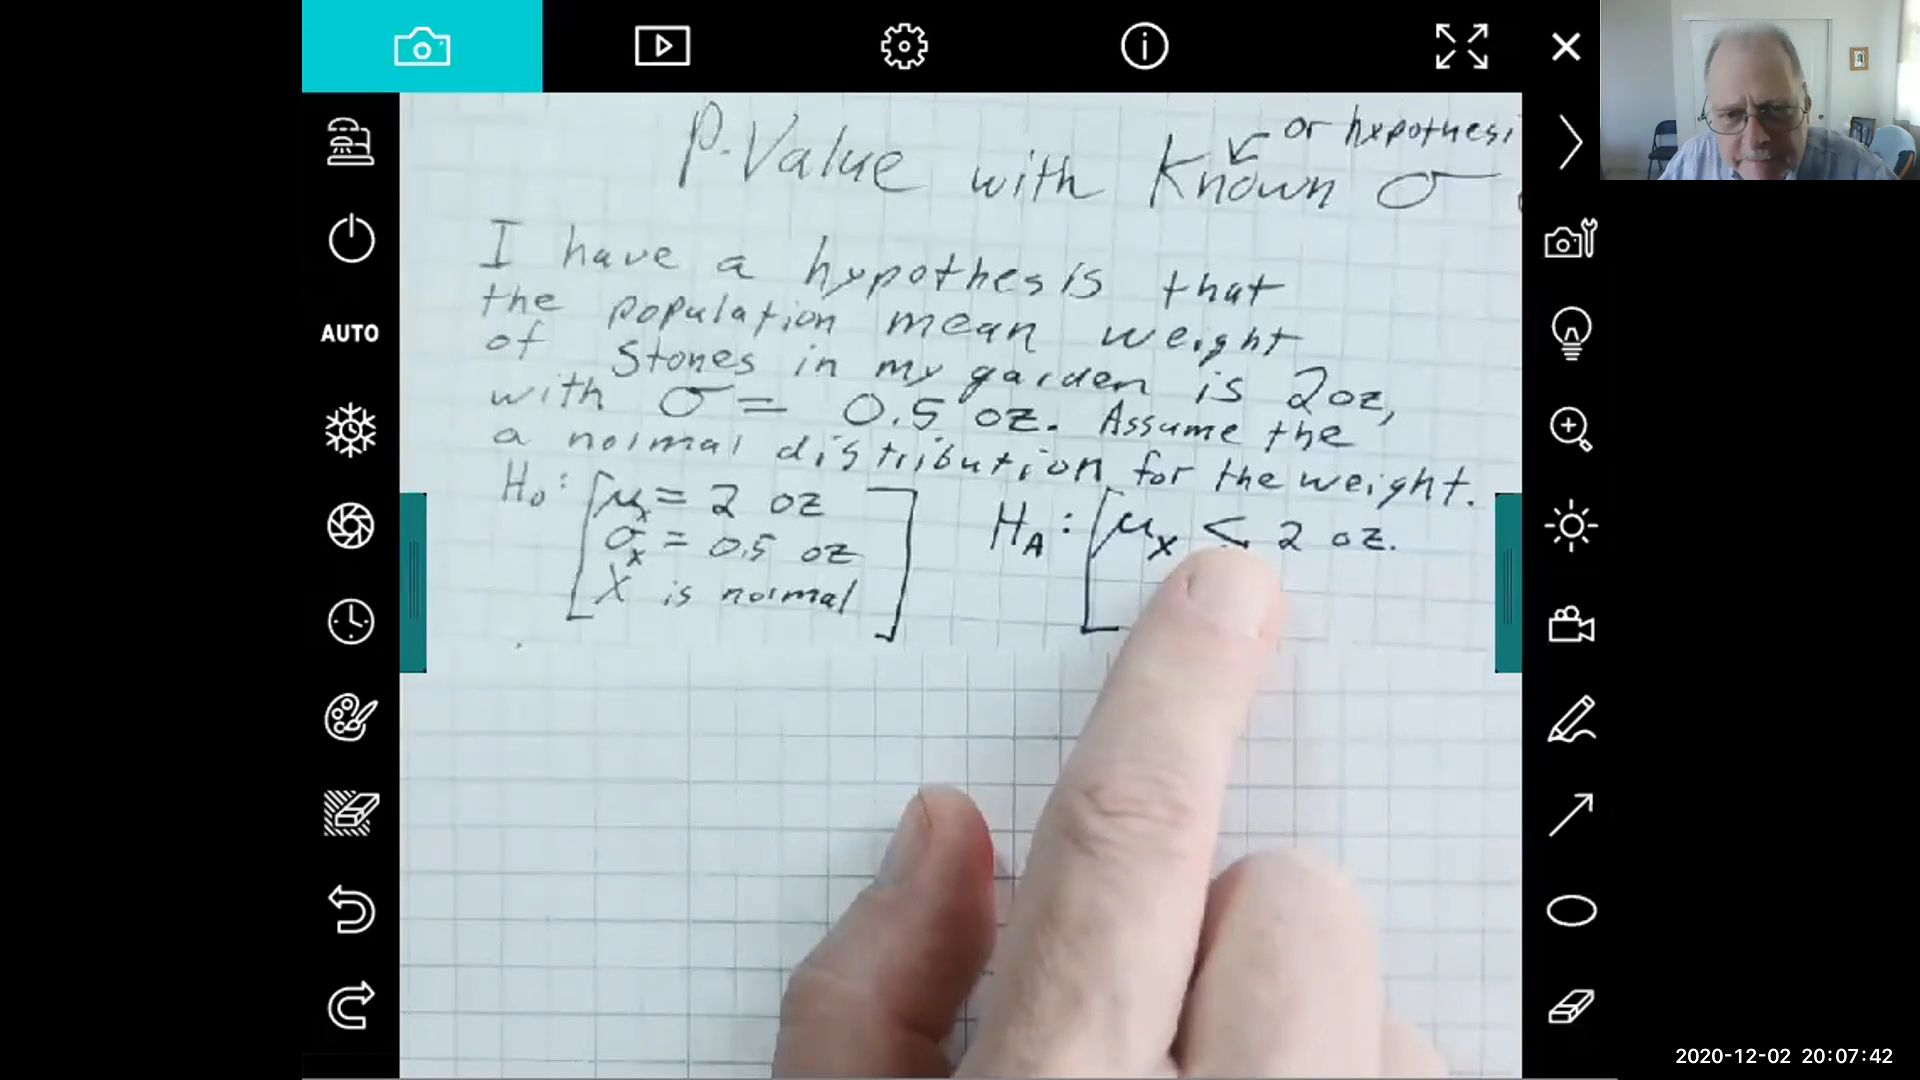 or hypothesi
P-Value with Known σ
I have a hypothesis that
the population mean weight
of stones in my garden is 2oz,
with σ = 0.5 oz. Assume the
a normal distribution for the weight.
H₀: [μₓ = 2 oz
σₓ = 0.5 oz
X is normal]
H_A: [μₓ < 2 oz.
AUTO
2020-12-02 20:07:42